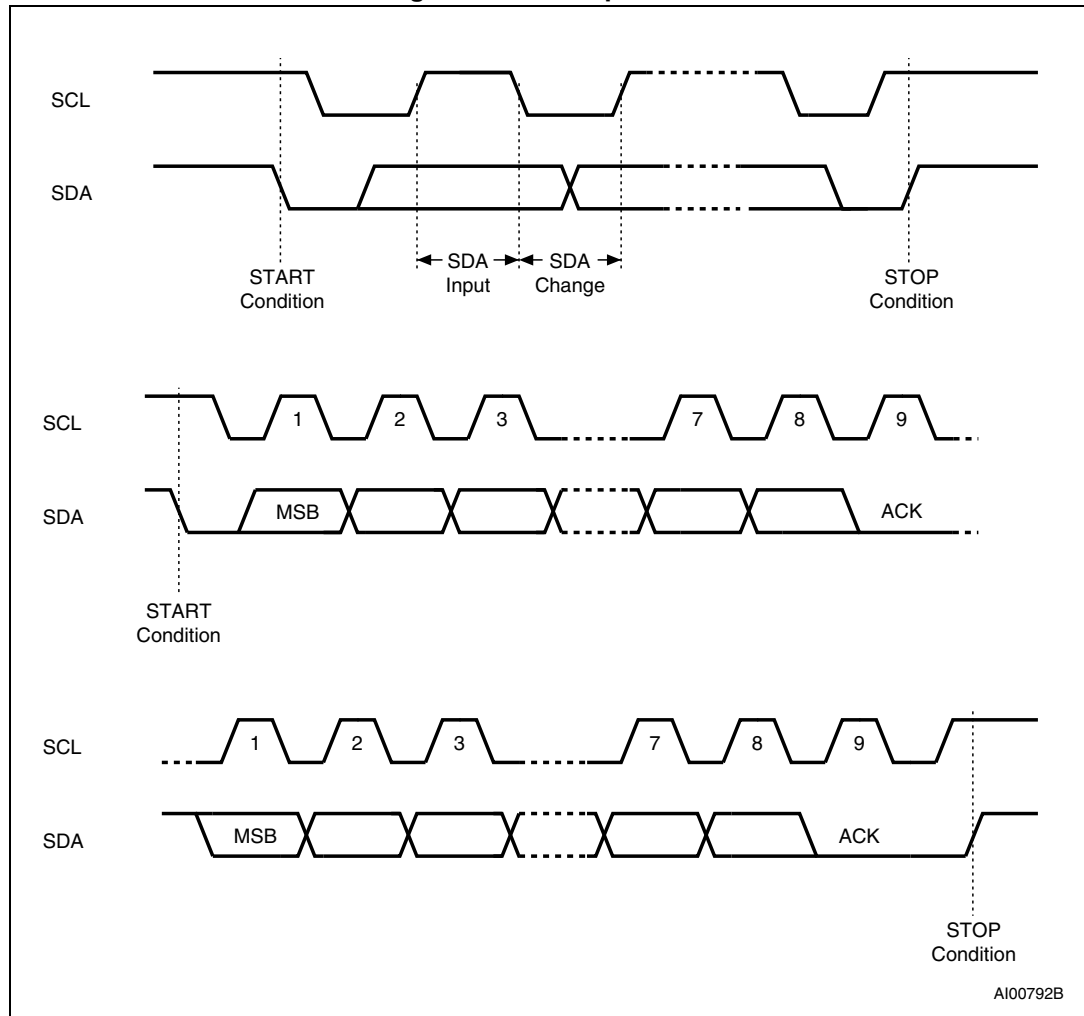 SCL
SDA
START
Condition
SDA
Input
SDA
Change
STOP
Condition
SCL
1 2 3 7 8 9
SDA
MSB ACK
START
Condition
SCL
1 2 3 7 8 9
SDA
MSB ACK
STOP
Condition
AI00792B